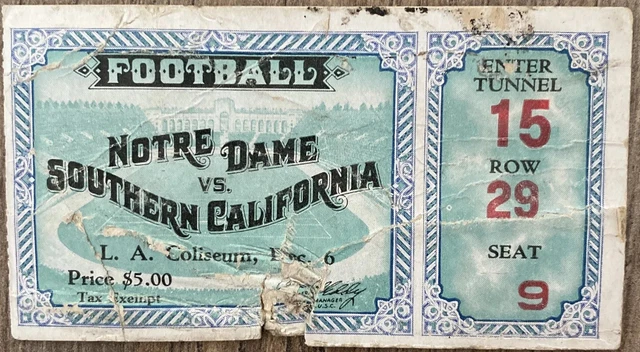 FOOTBALL
NOTRE DAME
VS.
SOUTHERN CALIFORNIA
L. A. Coliseum, Dec. 6
Price $5.00
Tax Exempt
MANAGER
U.S.C.
ENTER
TUNNEL
15
ROW
29
SEAT
9